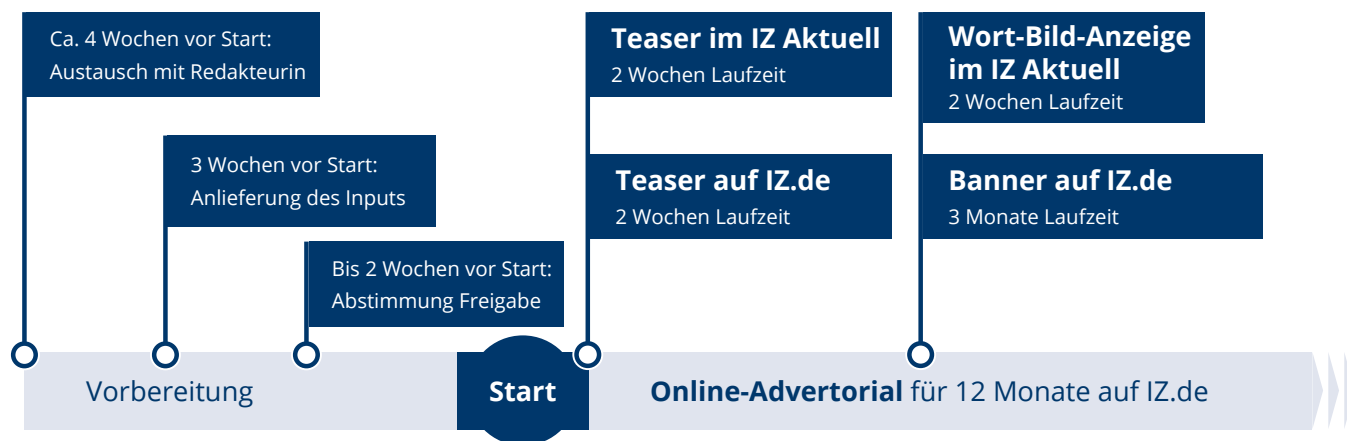 Ca. 4 Wochen vor Start:
Austausch mit Redakteurin
3 Wochen vor Start:
Anlieferung des Inputs
Bis 2 Wochen vor Start:
Abstimmung Freigabe
Teaser im IZ Aktuell
2 Wochen Laufzeit
Teaser auf IZ.de
2 Wochen Laufzeit
Wort-Bild-Anzeige
im IZ Aktuell
2 Wochen Laufzeit
Banner auf IZ.de
3 Monate Laufzeit
Vorbereitung
Start
Online-Advertorial für 12 Monate auf IZ.de